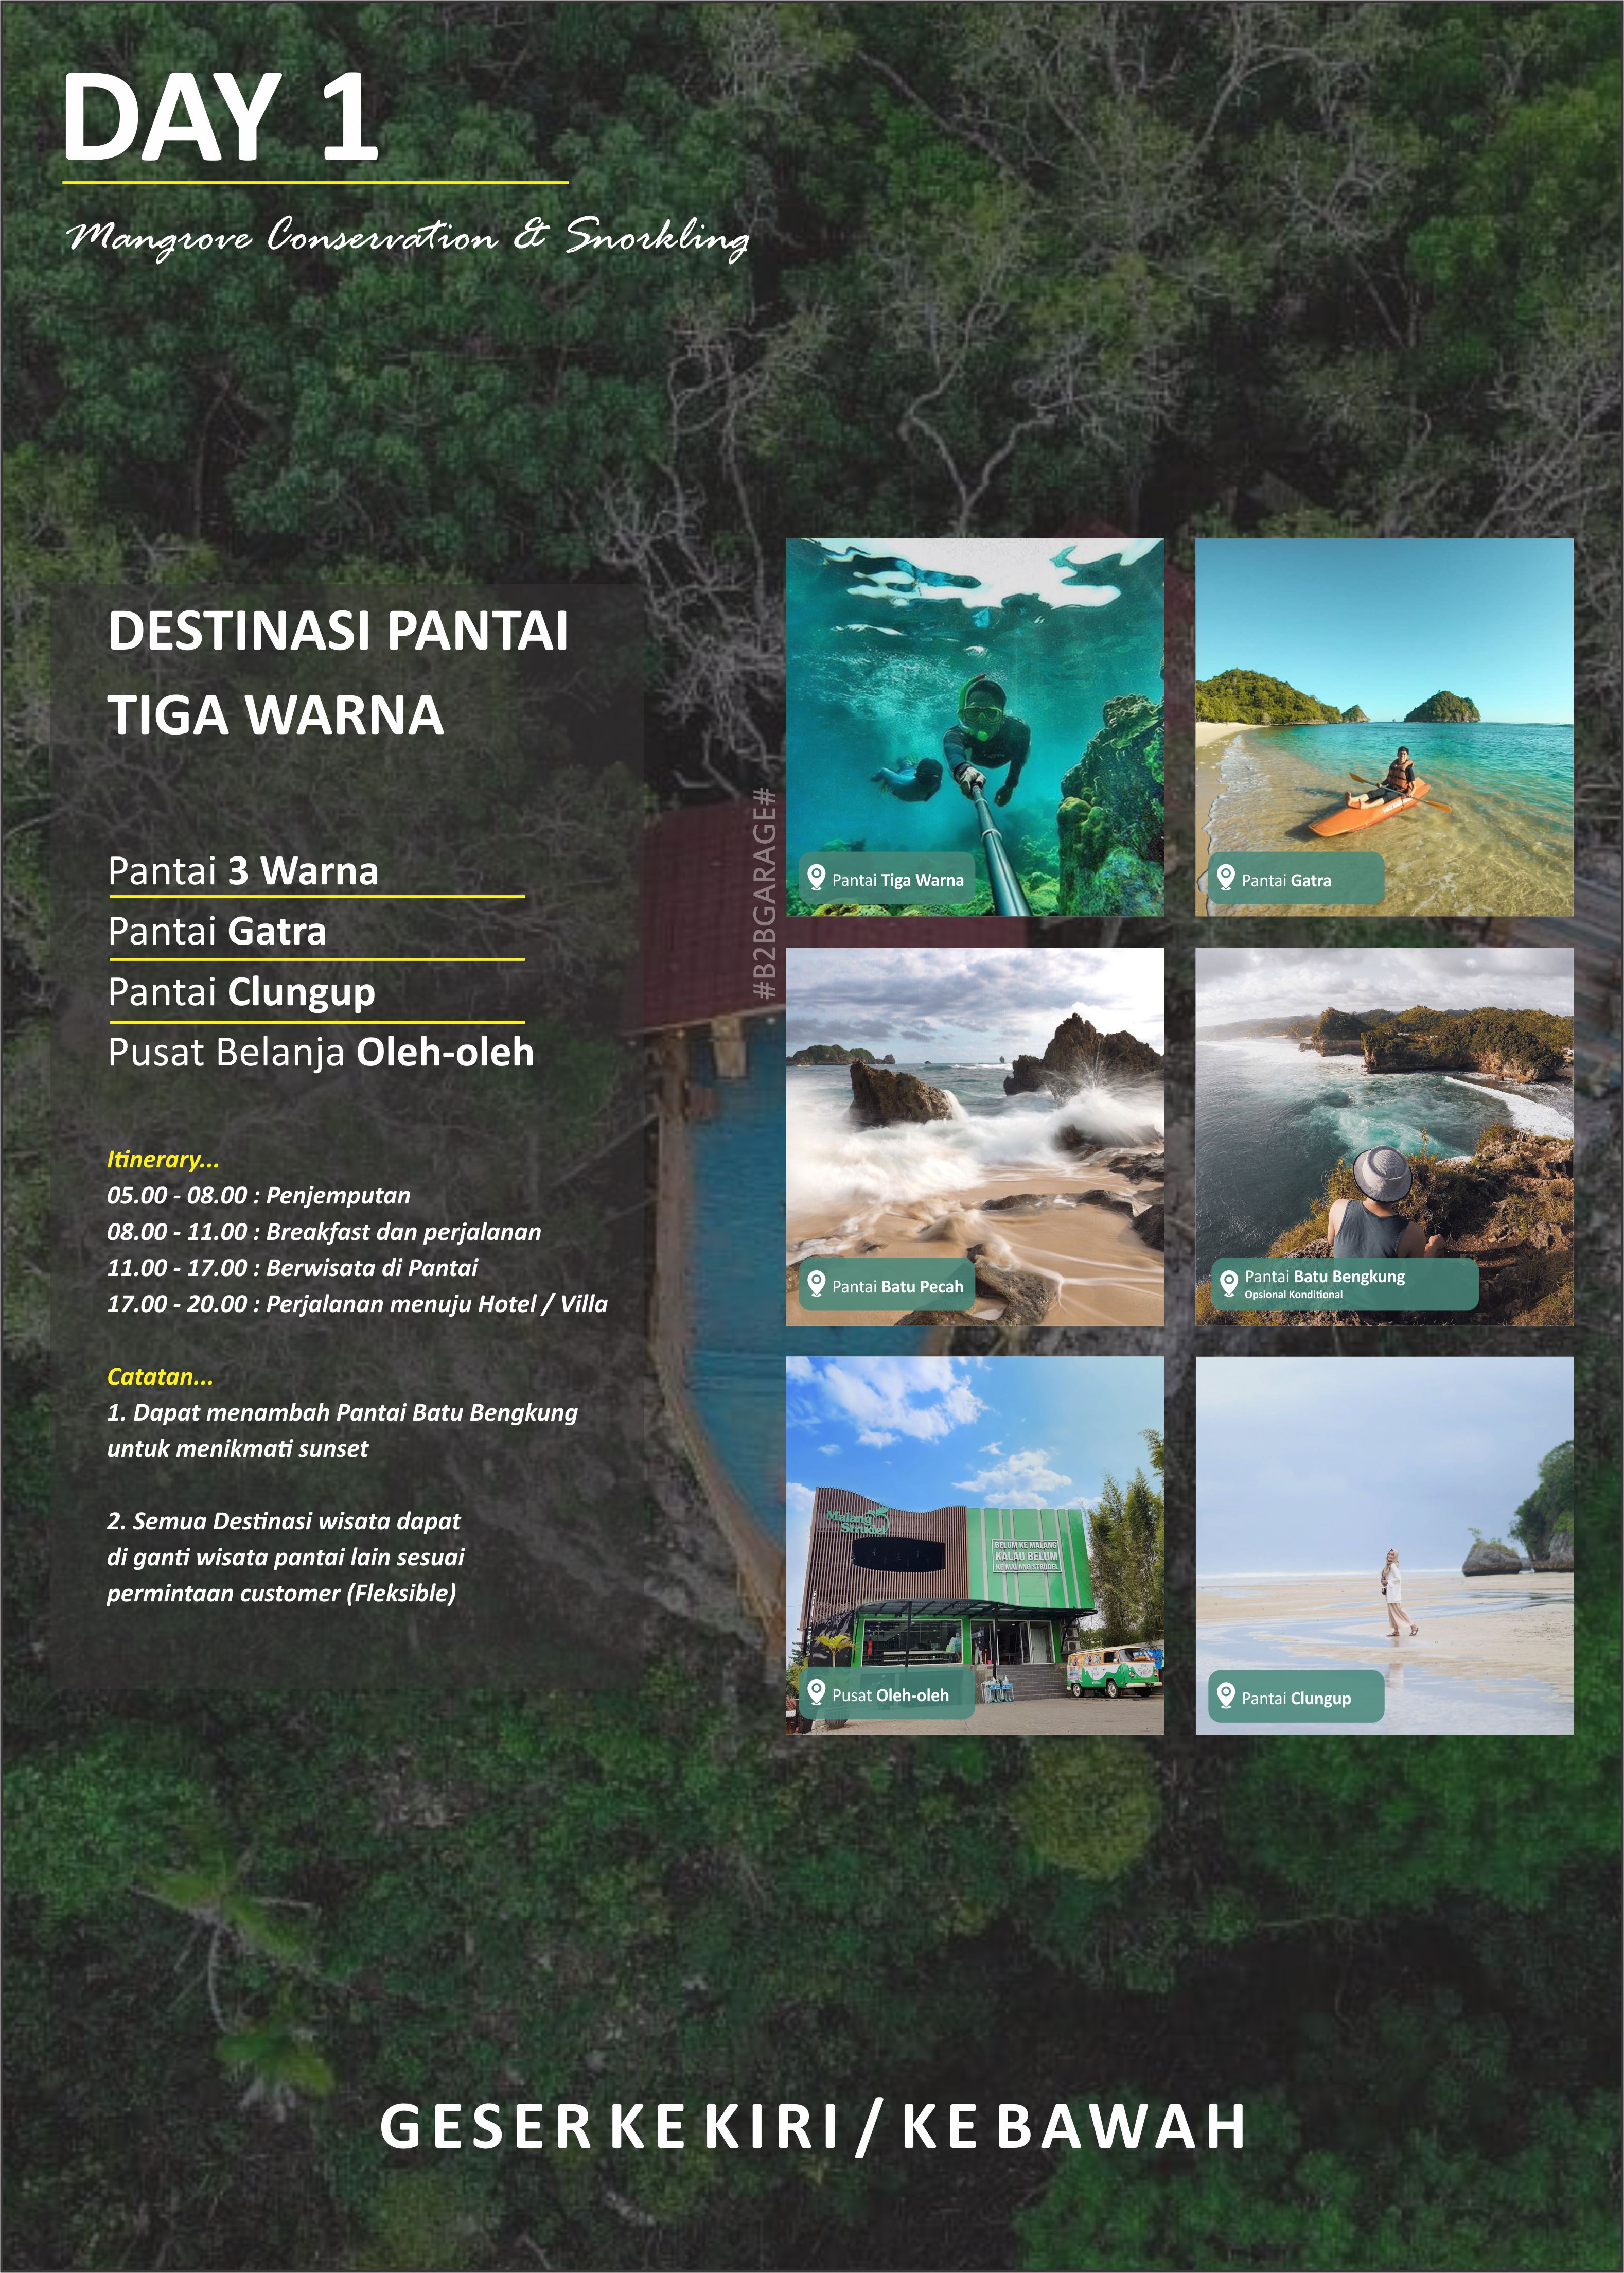 DAY 1
Mangrove Conservation & Snorkling
DESTINASI PANTAI
TIGA WARNA
Pantai 3 Warna
Pantai Gatra
Pantai Clungup
Pusat Belanja Oleh-oleh
Itinerary...
05.00 - 08.00 : Penjemputan
08.00 - 11.00 : Breakfast dan perjalanan
11.00 - 17.00 : Berwisata di Pantai
17.00 - 20.00 : Perjalanan menuju Hotel / Villa
Catatan...
1. Dapat menambah Pantai Batu Bengkung
untuk menikmati sunset
2. Semua Destinasi wisata dapat
di ganti wisata pantai lain sesuai
permintaan customer (Fleksible)
#B2BGARAGE#
Pantai Tiga Warna
Pantai Gatra
Pantai Batu Pecah
Pantai Batu Bengkung
Opsional Konditional
Malang
Strudel
BELUM KE MALANG
KALAU BELUM
KE MALANG STRUDEL
Pusat Oleh-oleh
Pantai Clungup
GESER KE KIRI / KE BAWAH